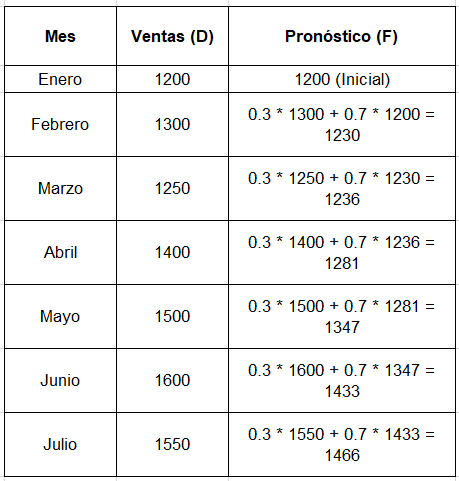 Mes Ventas (D) Pronóstico (F)
Enero 1200 1200 (Inicial)
Febrero 1300 0.3 * 1300 + 0.7 * 1200 =
1230
Marzo 1250 0.3 * 1250 + 0.7 * 1230 =
1236
Abril 1400 0.3 * 1400 + 0.7 * 1236 =
1281
Mayo 1500 0.3 * 1500 + 0.7 * 1281 =
1347
Junio 1600 0.3 * 1600 + 0.7 * 1347 =
1433
Julio 1550 0.3 * 1550 + 0.7 * 1433 =
1466